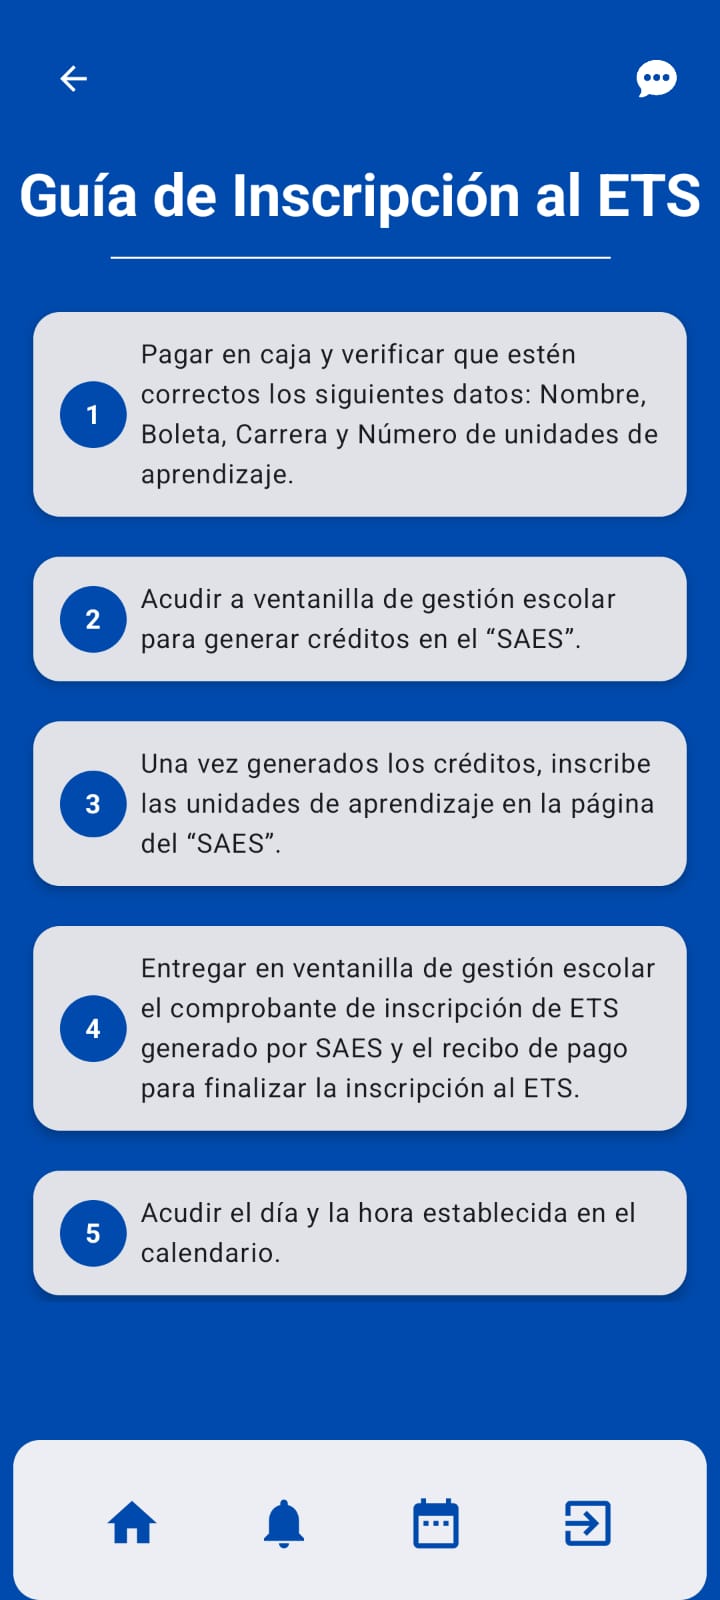 Guía de Inscripción al ETS
Pagar en caja y verificar que estén
correctos los siguientes datos: Nombre,
1
Boleta, Carrera y Número de unidades de
aprendizaje.
Acudir a ventanilla de gestión escolar
2
para generar créditos en el “SAES”.
Una vez generados los créditos, inscribe
3
las unidades de aprendizaje en la página
del “SAES”.
Entregar en ventanilla de gestión escolar
el comprobante de inscripción de ETS
4
generado por SAES y el recibo de pago
para finalizar la inscripción al ETS.
Acudir el día y la hora establecida en el
5
calendario.